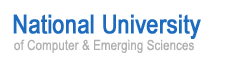 National University
of Computer & Emerging Sciences